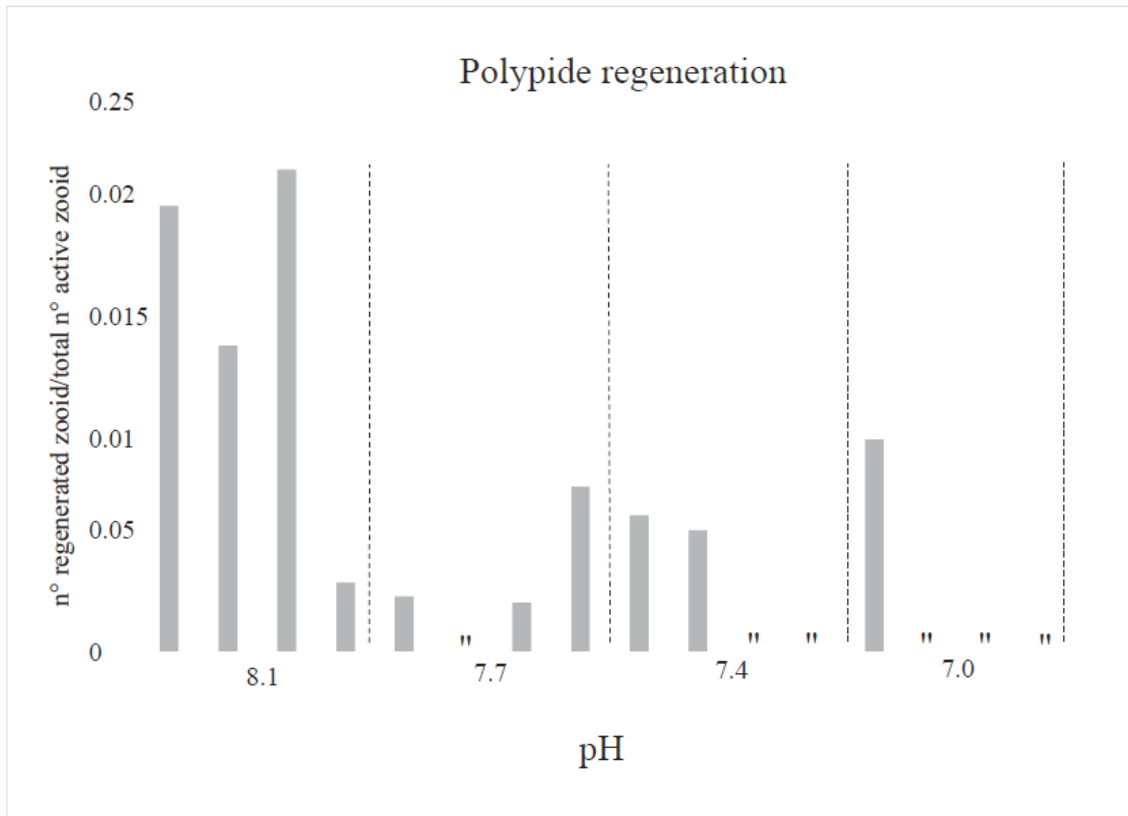 Polypide regeneration
n° regenerated zooid/total n° active zooid
0.25
0.02
0.015
0.01
0.05
0
" " " " " "
8.1 7.7 7.4 7.0
pH